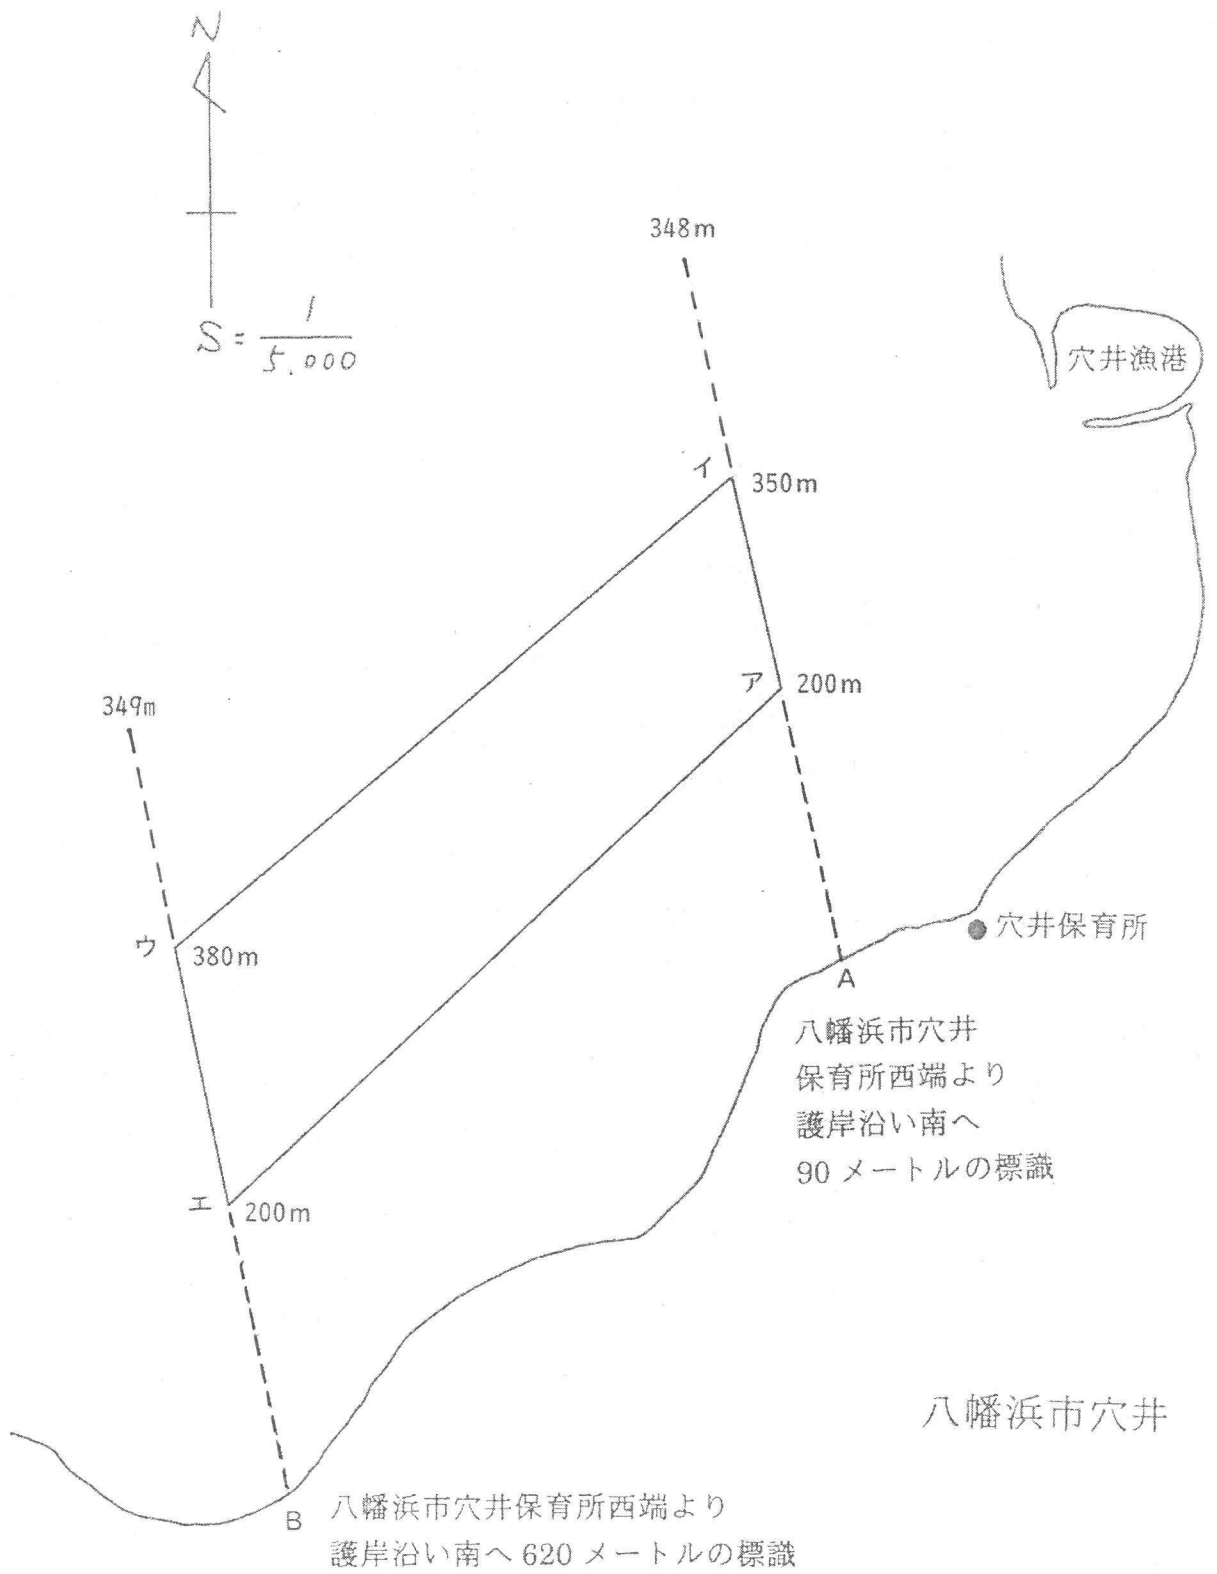 N
S = 1/5.000
348m
穴井漁港
イ
350m
ア
200m
349m
ウ
380m
穴井保育所
A
八幡浜市穴井
保育所西端より
護岸沿い南へ
90 メートルの標識
エ
200m
八幡浜市穴井
B
八幡浜市穴井保育所西端より
護岸沿い南へ 620 メートルの標識